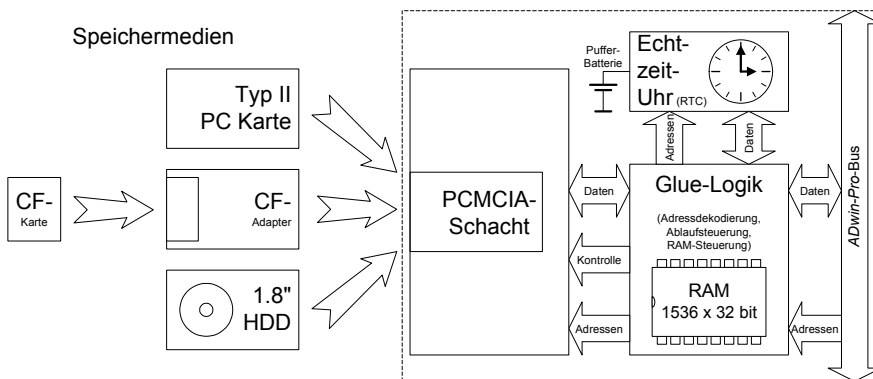 Speichermedien
Typ II
PC Karte
CF-
Karte
CF-
Adapter
1.8"
HDD
PCMCIA-
Schacht
Puffer-
Batterie
Echt-
zeit-
Uhr (RTC)
Adressen
Daten
Daten
Kontrolle
Adressen
Glue-Logik
(Adressdekodierung,
Ablaufsteuerung,
RAM-Steuerung)
RAM
1536 x 32 bit
Daten
Adressen
ADwin-Pro-Bus